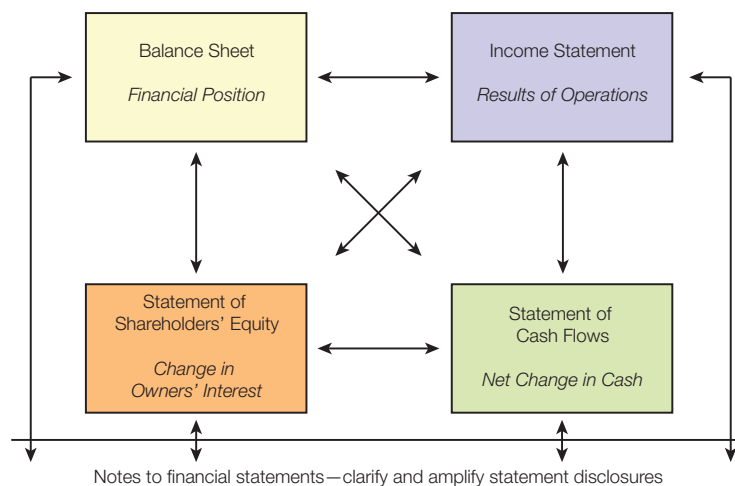 Balance Sheet
Financial Position
Income Statement
Results of Operations
Statement of
Shareholders’ Equity
Change in
Owners’ Interest
Statement of
Cash Flows
Net Change in Cash
Notes to financial statements—clarify and amplify statement disclosures